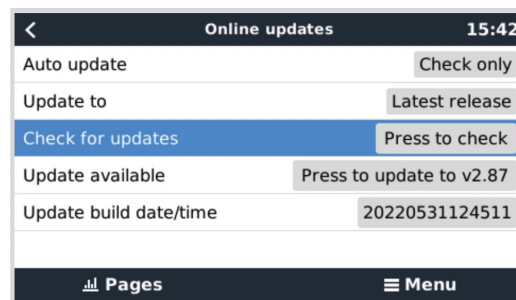 Online updates 15:42
Auto update Check only
Update to Latest release
Check for updates Press to check
Update available Press to update to v2.87
Update build date/time 20220531124511
Pages Menu